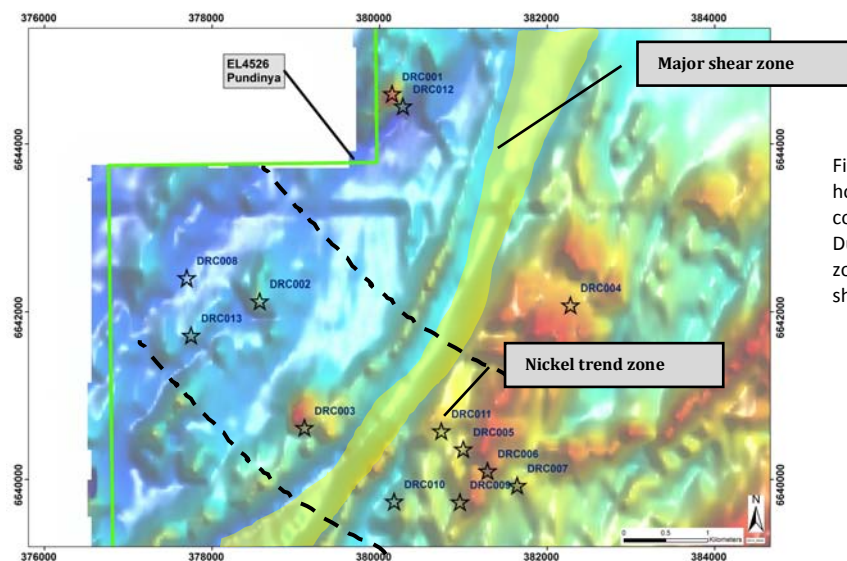 376000 378000 380000 382000 384000
EL4526
Pundinya
DRC001
DRC012
Major shear zone
6644000 6644000
Fi
ho
co
D
zo
sh
DRC008
DRC002
DRC004
DRC013
6642000 6642000
Nickel trend zone
DRC003
DRC011
DRC005
DRC006
DRC007
DRC010
DRC009
6640000 6640000
N
0 0.5 1
Kilometers
376000 378000 380000 382000 384000